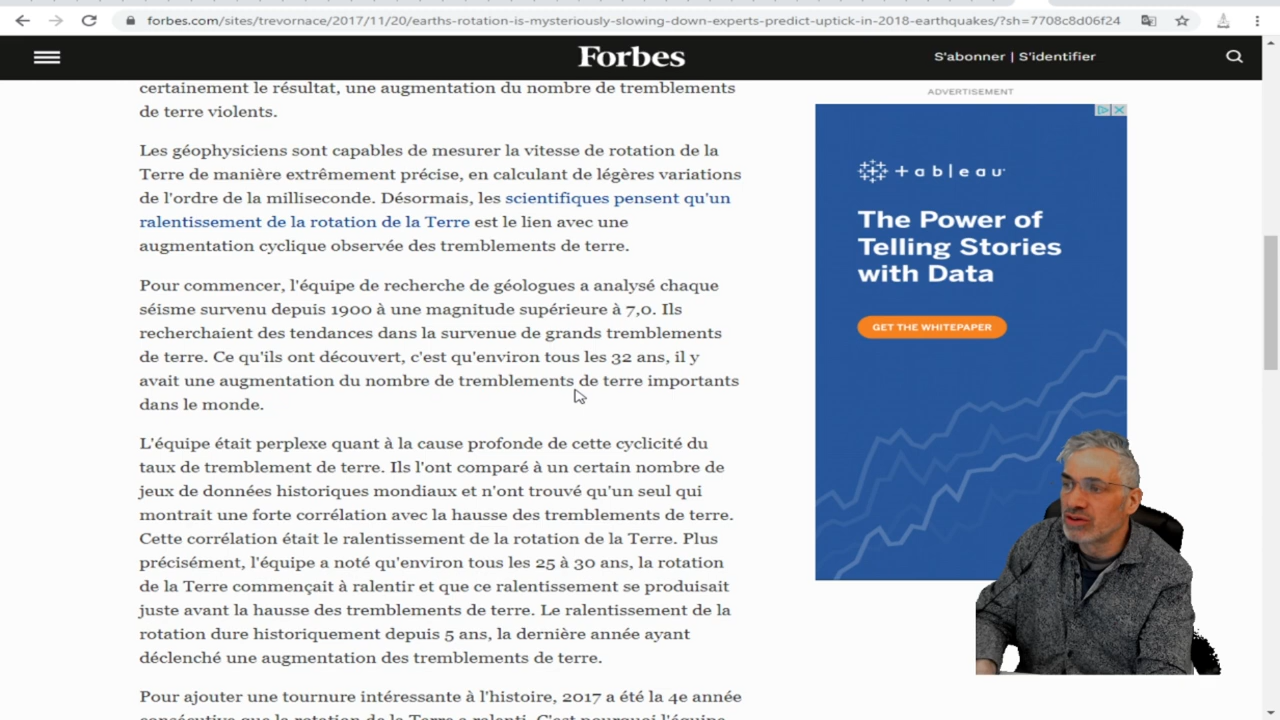 forbes.com/sites/trevornace/2017/11/20/earths-rotation-is-mysteriously-slowing-down-experts-predict-uptick-in-2018-earthquakes/?sh=7708c8d06f24
Forbes
S'abonner | S'identifier
certainement le résultat, une augmentation du nombre de tremblements
de terre violents.
Les géophysiciens sont capables de mesurer la vitesse de rotation de la
Terre de manière extrêmement précise, en calculant de légères variations
de l'ordre de la milliseconde. Désormais, les scientifiques pensent qu'un
ralentissement de la rotation de la Terre est le lien avec une
augmentation cyclique observée des tremblements de terre.
Pour commencer, l'équipe de recherche de géologues a analysé chaque
séisme survenu depuis 1900 à une magnitude supérieure à 7,0. Ils
recherchaient des tendances dans la survenue de grands tremblements
de terre. Ce qu'ils ont découvert, c'est qu'environ tous les 32 ans, il y
avait une augmentation du nombre de tremblements de terre importants
dans le monde.
L'équipe était perplexe quant à la cause profonde de cette cyclicité du
taux de tremblement de terre. Ils l'ont comparé à un certain nombre de
jeux de données historiques mondiaux et n'ont trouvé qu'un seul qui
montrait une forte corrélation avec la hausse des tremblements de terre.
Cette corrélation était le ralentissement de la rotation de la Terre. Plus
précisément, l'équipe a noté qu'environ tous les 25 à 30 ans, la rotation
de la Terre commençait à ralentir et que ce ralentissement se produisait
juste avant la hausse des tremblements de terre. Le ralentissement de la
rotation dure historiquement depuis 5 ans, la dernière année ayant
déclenché une augmentation des tremblements de terre.
Pour ajouter une tournure intéressante à l'histoire, 2017 a été la 4e année
consécutive que la rotation de la Terre a ralenti. C'est pourquoi l'équipe
ADVERTISEMENT
+ableau
The Power of
Telling Stories
with Data
GET THE WHITEPAPER